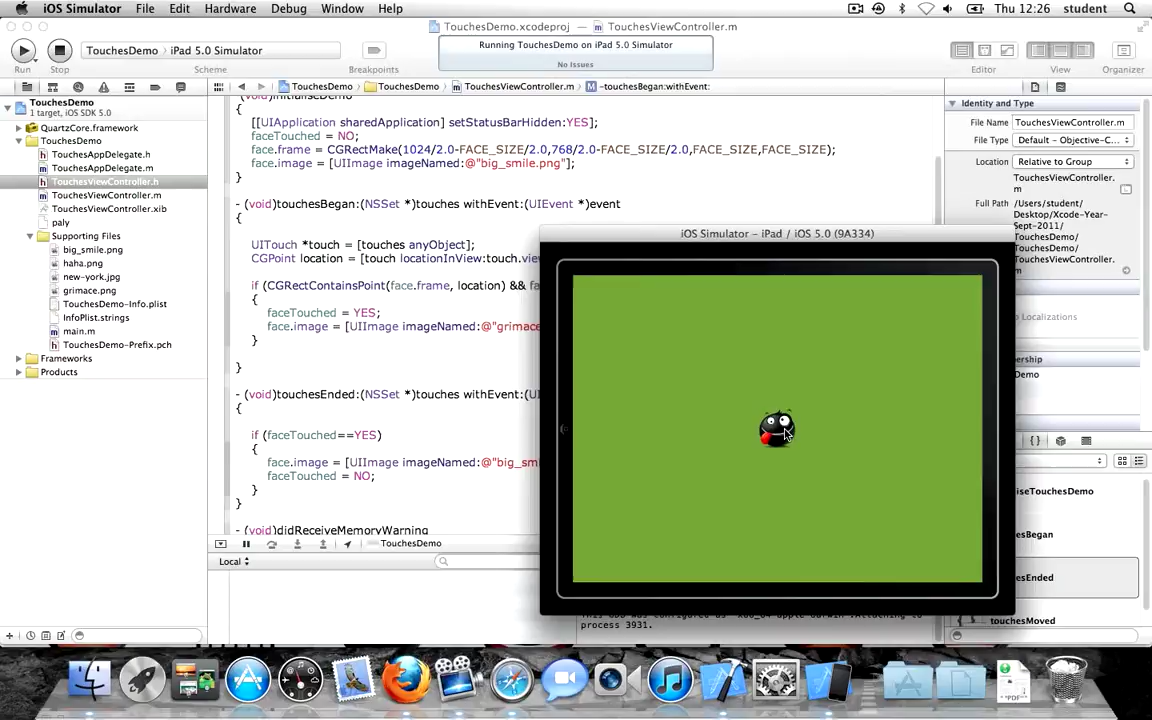 iOS Simulator File Edit Hardware Debug Window Help Thu 12:26 student
TouchesDemo.xcodeproj TouchesViewController.m
TouchesDemo iPad 5.0 Simulator
Running TouchesDemo on iPad 5.0 Simulator
No Issues
Run Stop Scheme Breakpoints Editor View Organizer
TouchesDemo TouchesDemo TouchesViewController.m M -touchesBegan:withEvent:
TouchesDemo
1 target, iOS SDK 5.0
QuartzCore.framework
TouchesDemo
h TouchesAppDelegate.h
m TouchesAppDelegate.m
h TouchesViewController.h
m TouchesViewController.m
TouchesViewController.xib
paly
Supporting Files
big_smile.png
haha.png
new-york.jpg
grimace.png
TouchesDemo-Info.plist
InfoPlist.strings
m main.m
h TouchesDemo-Prefix.pch
Frameworks
Products
{
[[UIApplication sharedApplication] setStatusBarHidden:YES];
faceTouched = NO;
face.frame = CGRectMake(1024/2.0-FACE_SIZE/2.0,768/2.0-FACE_SIZE/2.0,FACE_SIZE,FACE_SIZE);
face.image = [UIImage imageNamed:@"big_smile.png"];
}
- (void)touchesBegan:(NSSet *)touches withEvent:(UIEvent *)event
{
UITouch *touch = [touches anyObject];
CGPoint location = [touch locationInView:touch.vie
if (CGRectContainsPoint(face.frame, location) && fa
{
faceTouched = YES;
face.image = [UIImage imageNamed:@"grimace
}
}
- (void)touchesEnded:(NSSet *)touches withEvent:(UI
{
if (faceTouched==YES)
{
face.image = [UIImage imageNamed:@"big_sm
faceTouched = NO;
}
}
- (void)didReceiveMemoryWarning
TouchesDemo
Local
process 3931.
iOS Simulator - iPad / iOS 5.0 (9A334)
Identity and Type
File Name TouchesViewController.m
File Type Default - Objective-C...
Location Relative to Group
TouchesViewController.
m
Full Path /Users/student/
Desktop/Xcode-Year-
Sept-2011/
TouchesDemo/
TouchesDemo/
TouchesViewController.
m
Localizations
ership
Demo
{}
iseTouchesDemo
esBegan
esEnded
touchesMoved
PDF